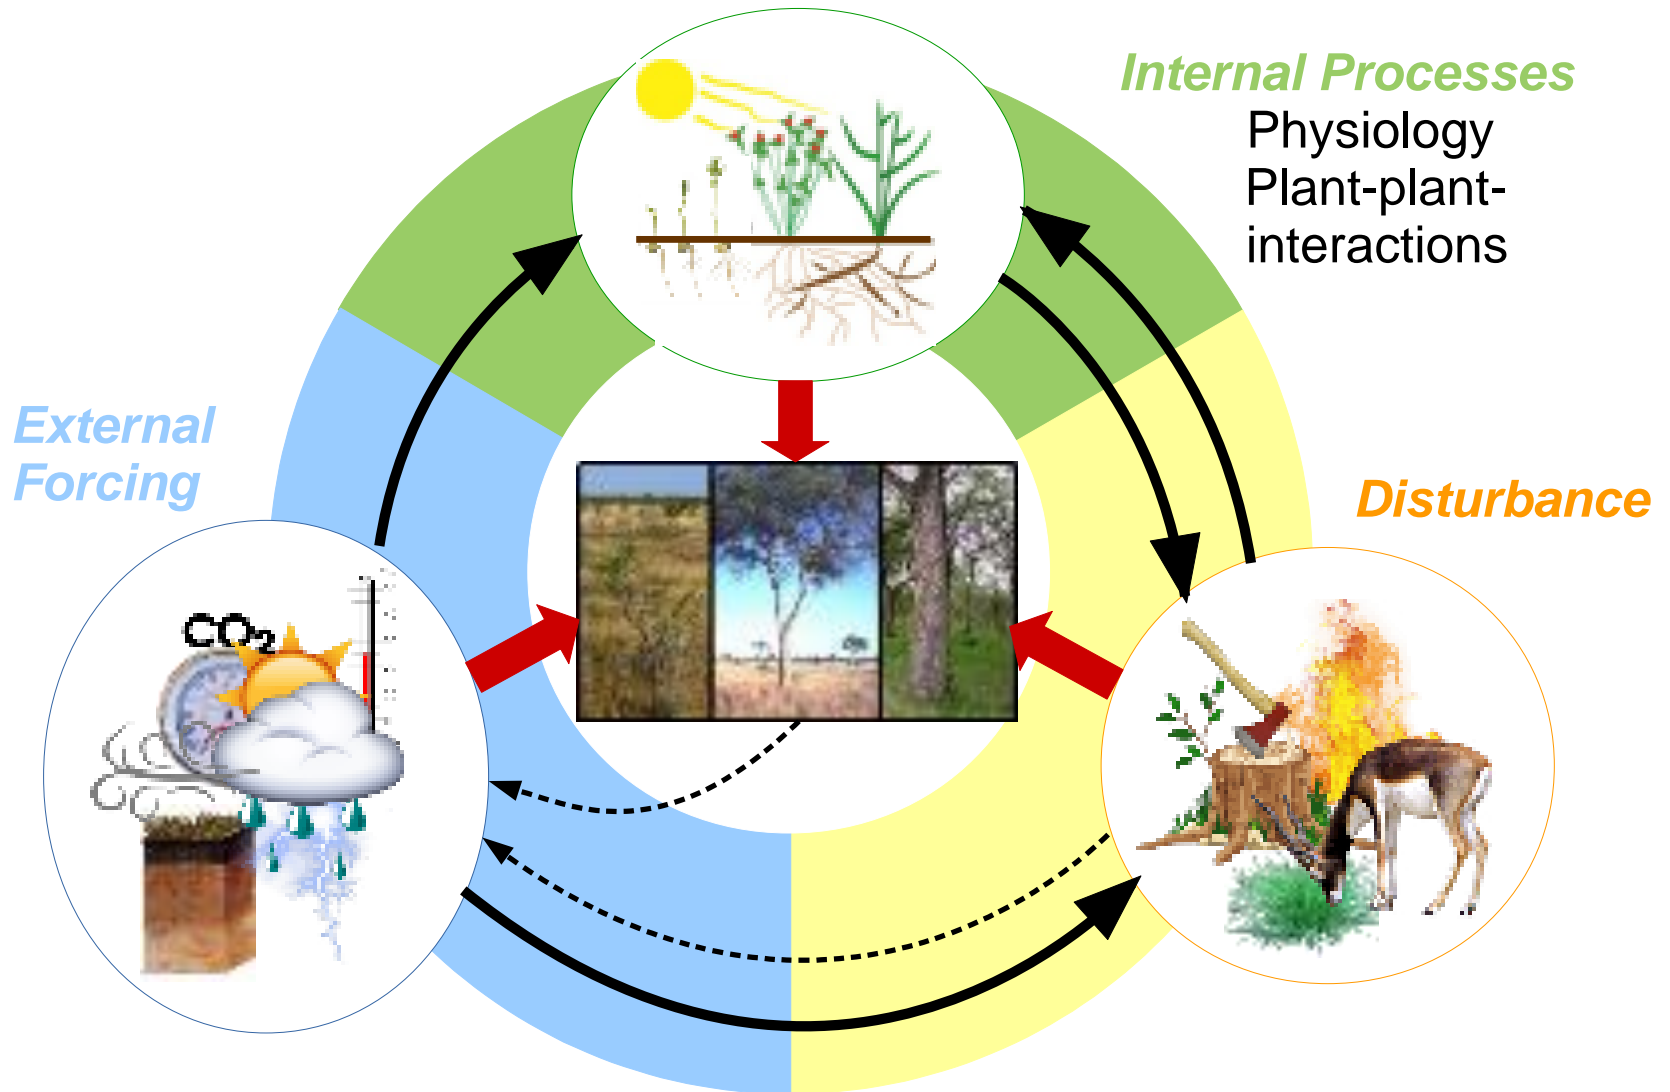 Internal Processes
Physiology
Plant-plant-
interactions
External
Forcing
Disturbance
CO2